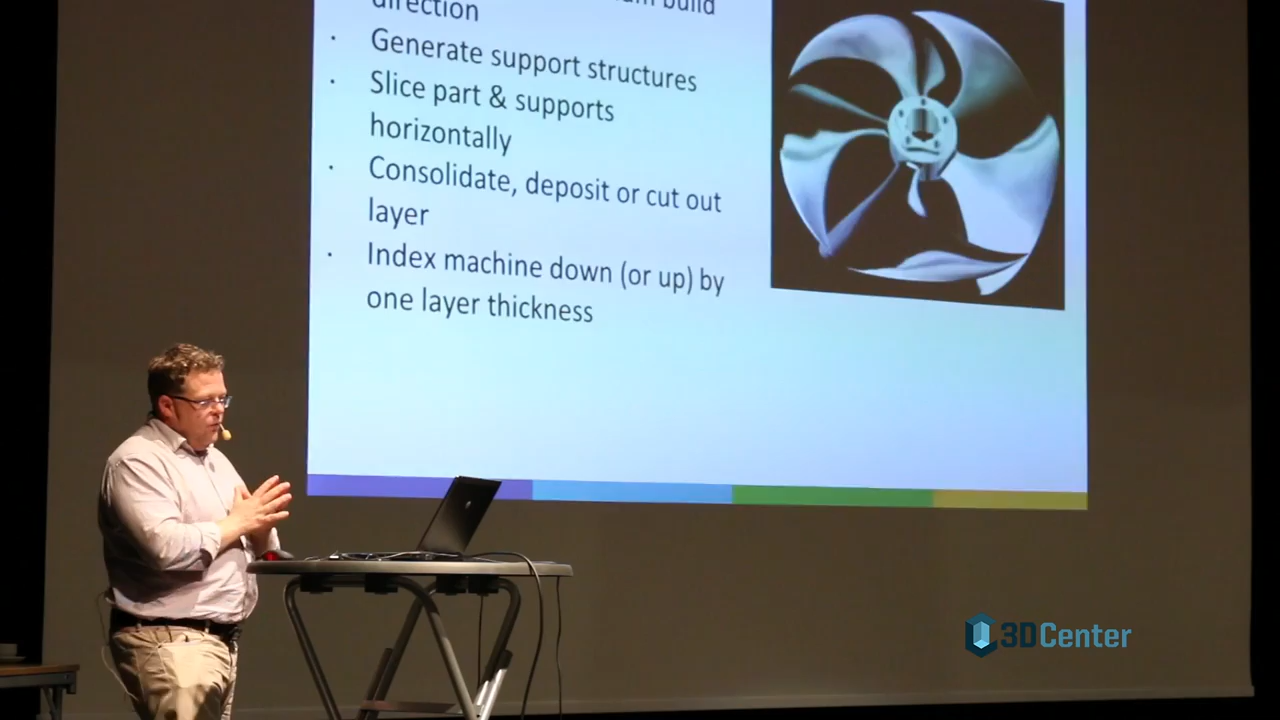 build
direction
· Generate support structures
· Slice part & supports
horizontally
· Consolidate, deposit or cut out
layer
· Index machine down (or up) by
one layer thickness
3DCenter